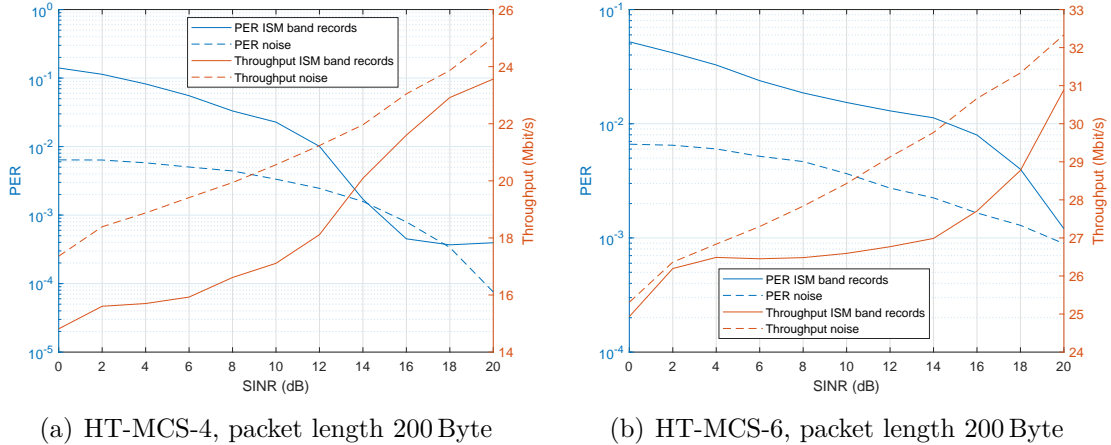 10^0
10^-1
10^-2
10^-3
10^-4
10^-5
PER
26
24
22
20
18
16
14
Throughput (Mbit/s)
PER ISM band records
PER noise
Throughput ISM band records
Throughput noise
0 2 4 6 8 10 12 14 16 18 20
SINR (dB)
(a) HT-MCS-4, packet length 200 Byte
10^-1
10^-2
10^-3
10^-4
PER
33
32
31
30
29
28
27
26
25
24
Throughput (Mbit/s)
PER ISM band records
PER noise
Throughput ISM band records
Throughput noise
0 2 4 6 8 10 12 14 16 18 20
SINR (dB)
(b) HT-MCS-6, packet length 200 Byte